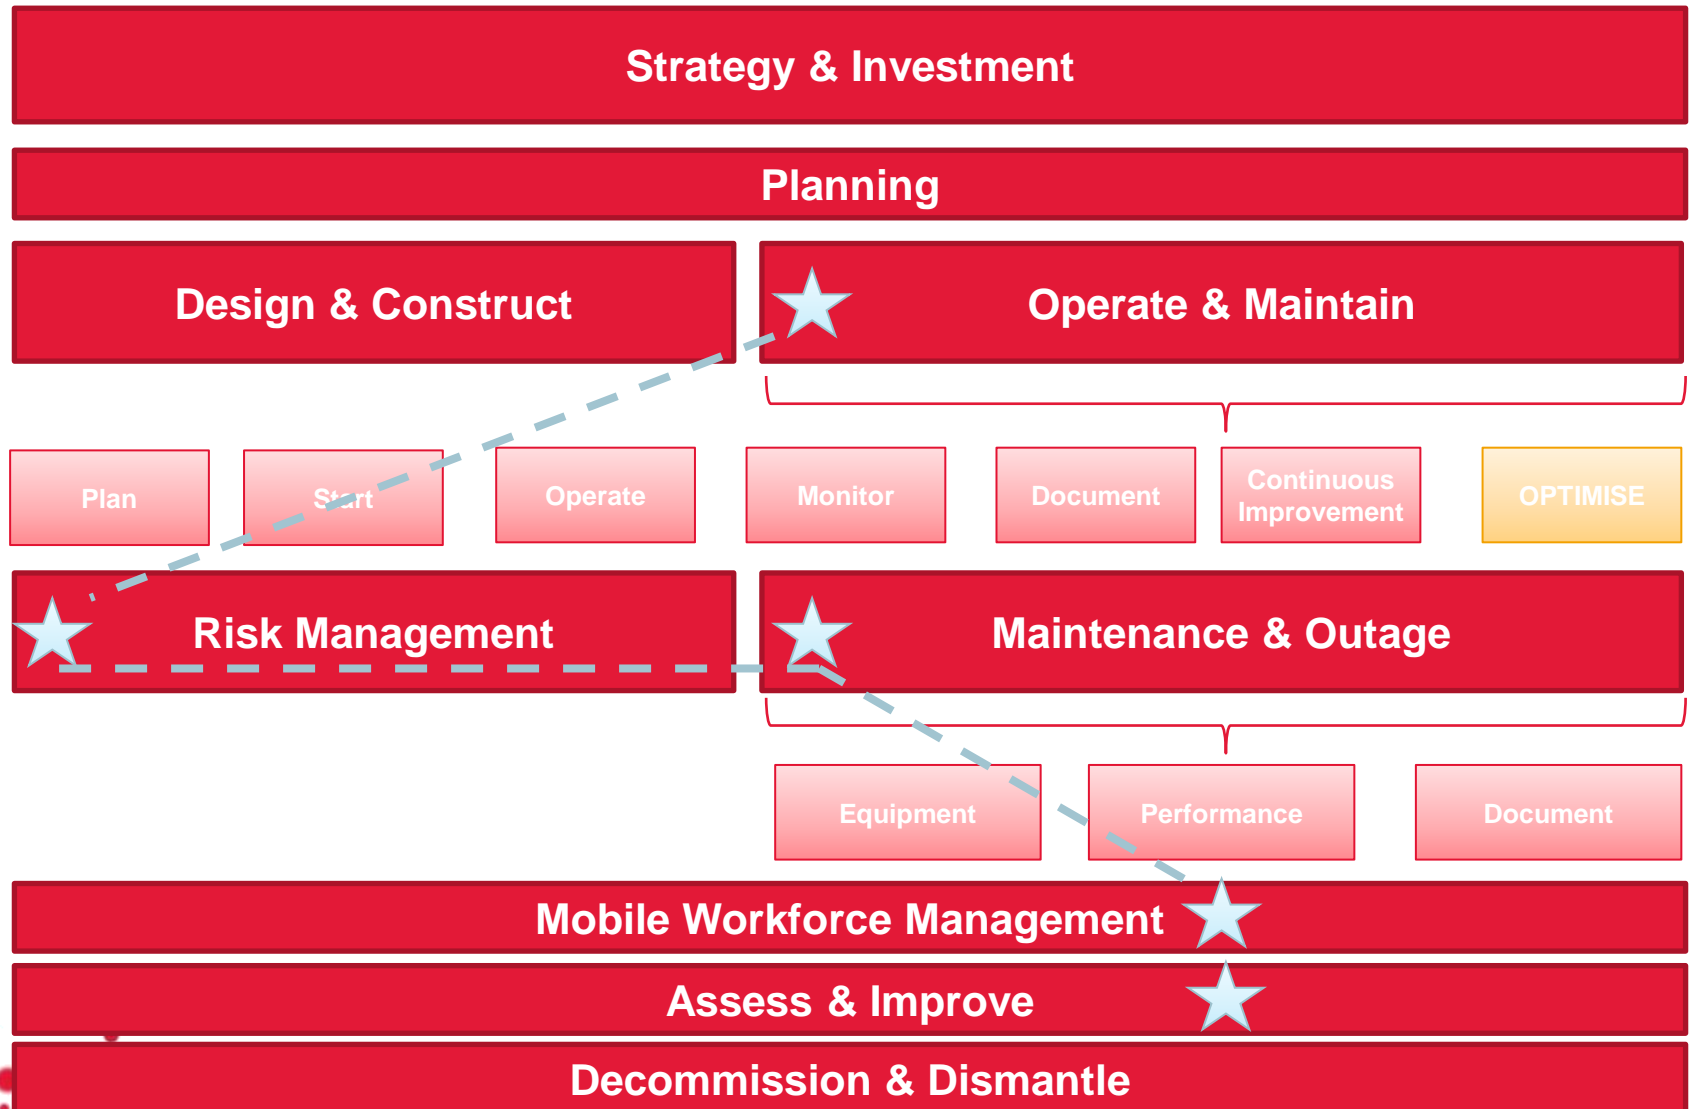 Strategy & Investment
Planning
Design & Construct
Operate & Maintain
Plan
Start
Operate
Monitor
Document
Continuous
Improvement
OPTIMISE
Risk Management
Maintenance & Outage
Equipment
Performance
Document
Mobile Workforce Management
Assess & Improve
Decommission & Dismantle